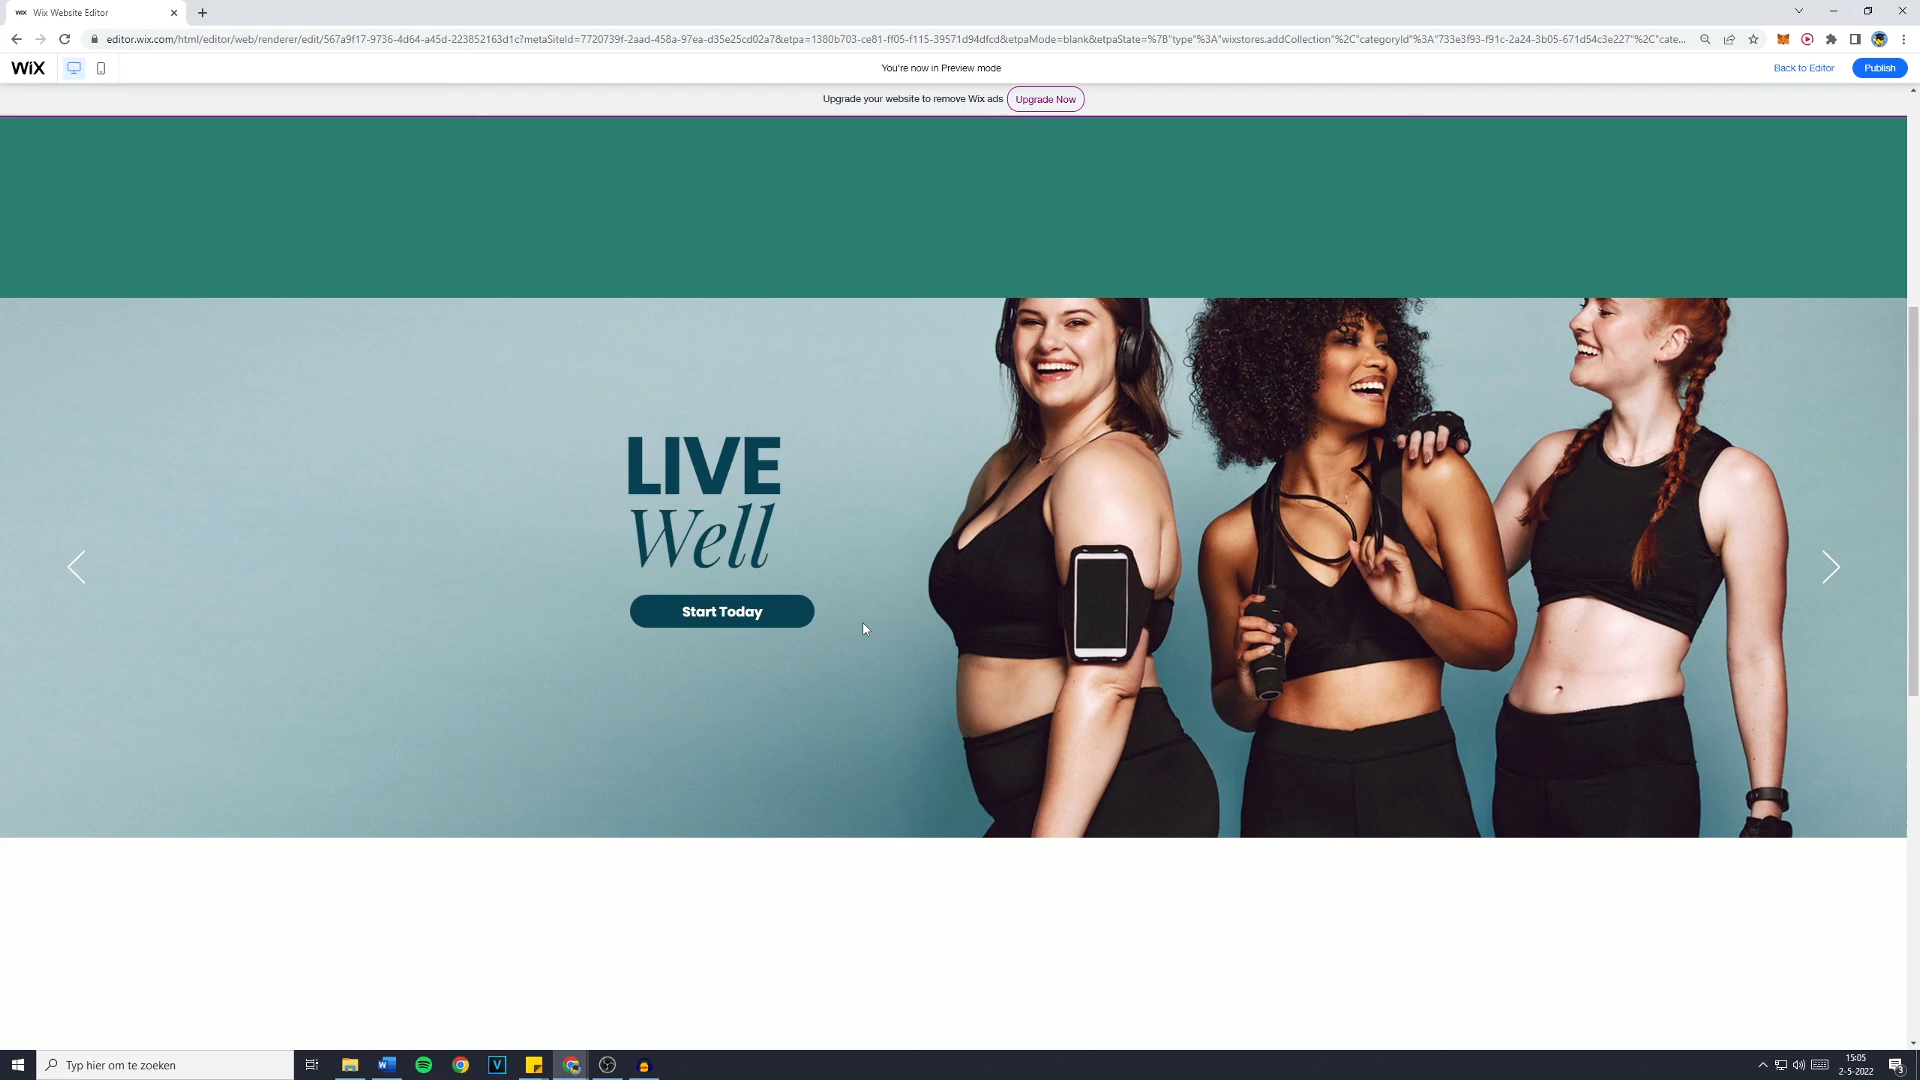 WiX Wix Website Editor
editor.wix.com/html/editor/web/renderer/edit/567a9f17-9736-4d64-a45d-223852163d1c?metaSiteId=7720739f-2aad-458a-97ea-d35e25cd02a7&etpa=1380b703-ce81-ff05-f115-39571d94dfcd&etpaMode=blank&etpaState=%7B"type"%3A"wixstores.addCollection"%2C"categoryId"%3A"733e3f93-f91c-2a24-3b05-671d54c3e227"%2C"cate...
WiX You're now in Preview mode Back to Editor Publish
Upgrade your website to remove Wix ads Upgrade Now
LIVE
Well
Start Today
Typ hier om te zoeken
15:05
2-5-2022
3